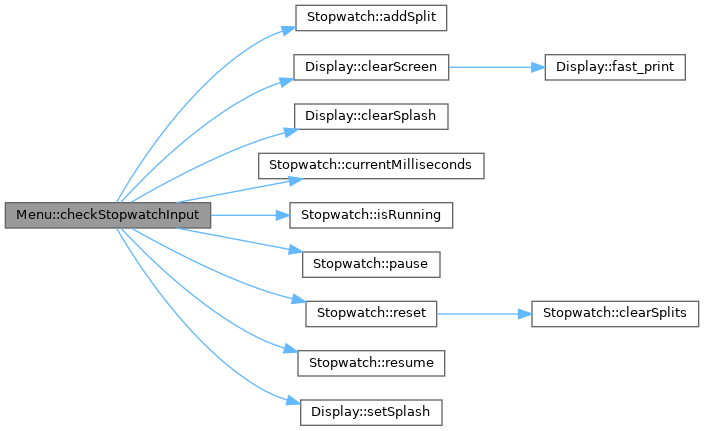 Menu::checkStopwatchInput
Stopwatch::addSplit
Display::clearScreen
Display::fast_print
Display::clearSplash
Stopwatch::currentMilliseconds
Stopwatch::isRunning
Stopwatch::pause
Stopwatch::reset
Stopwatch::clearSplits
Stopwatch::resume
Display::setSplash